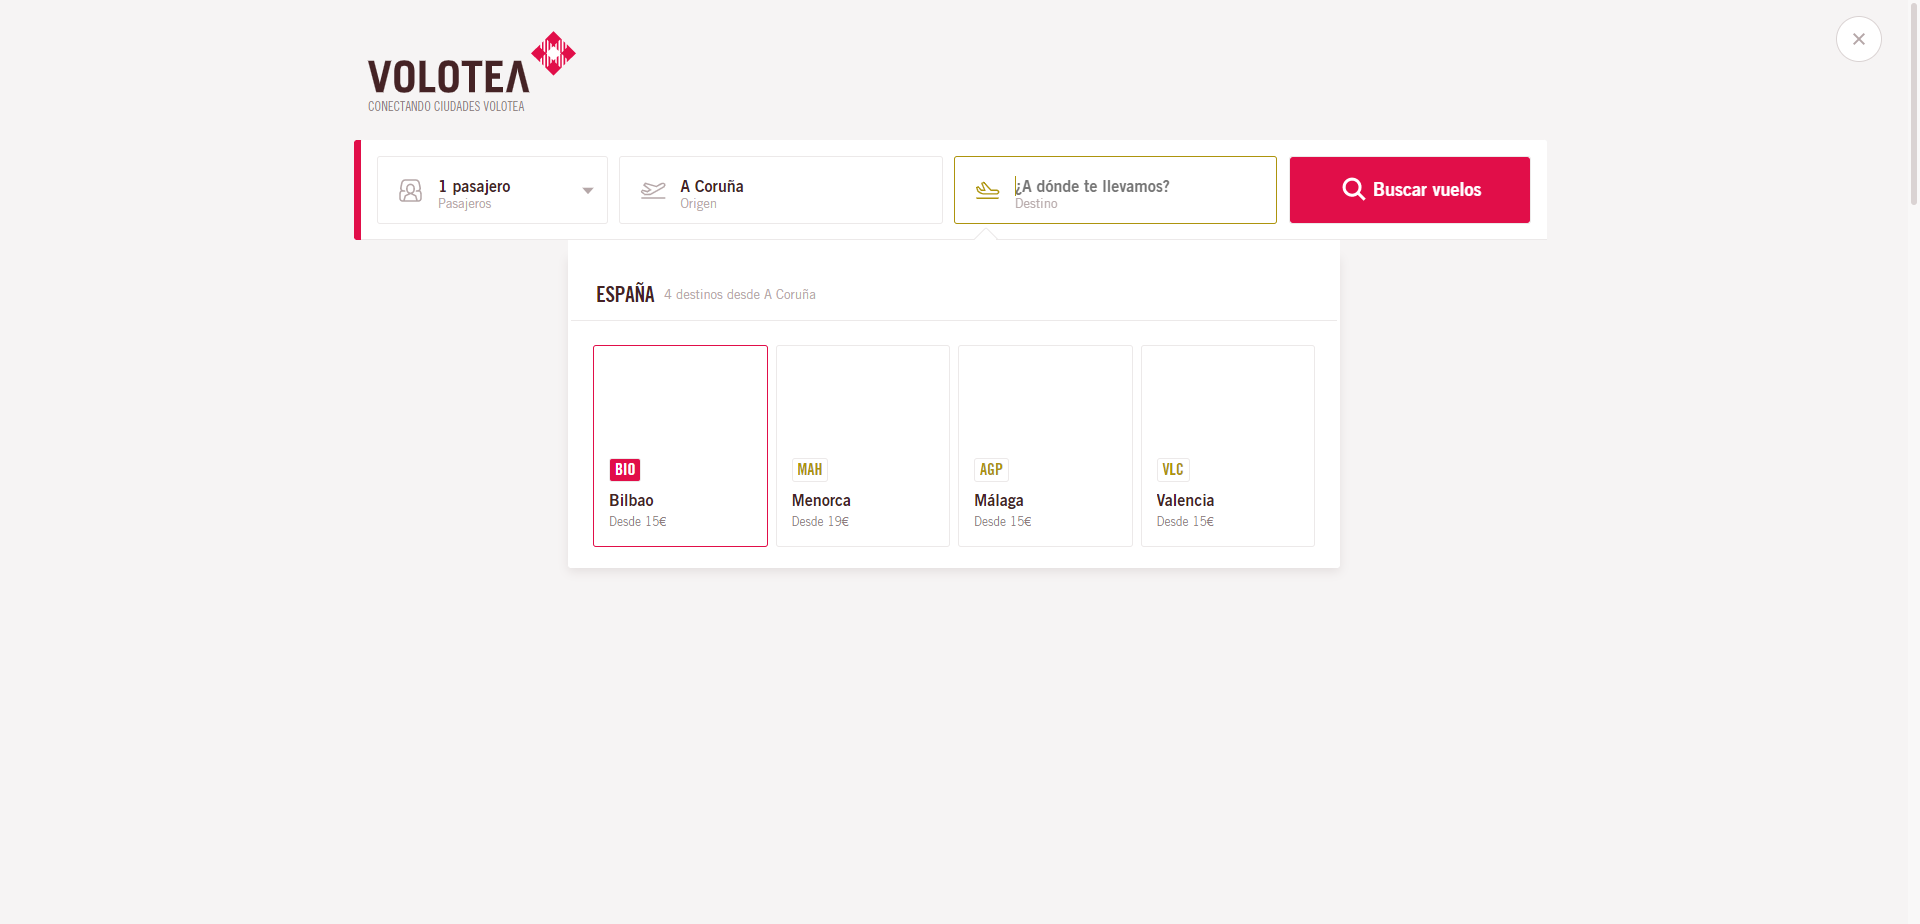 VOLOTEA
CONECTANDO CIUDADES VOLOTEA
1 pasajero
Pasajeros
A Coruña
Origen
¿A dónde te llevamos?
Destino
Buscar vuelos
ESPAÑA 4 destinos desde A Coruña
BIO
Bilbao
Desde 15€
MAH
Menorca
Desde 19€
AGP
Málaga
Desde 15€
VLC
Valencia
Desde 15€